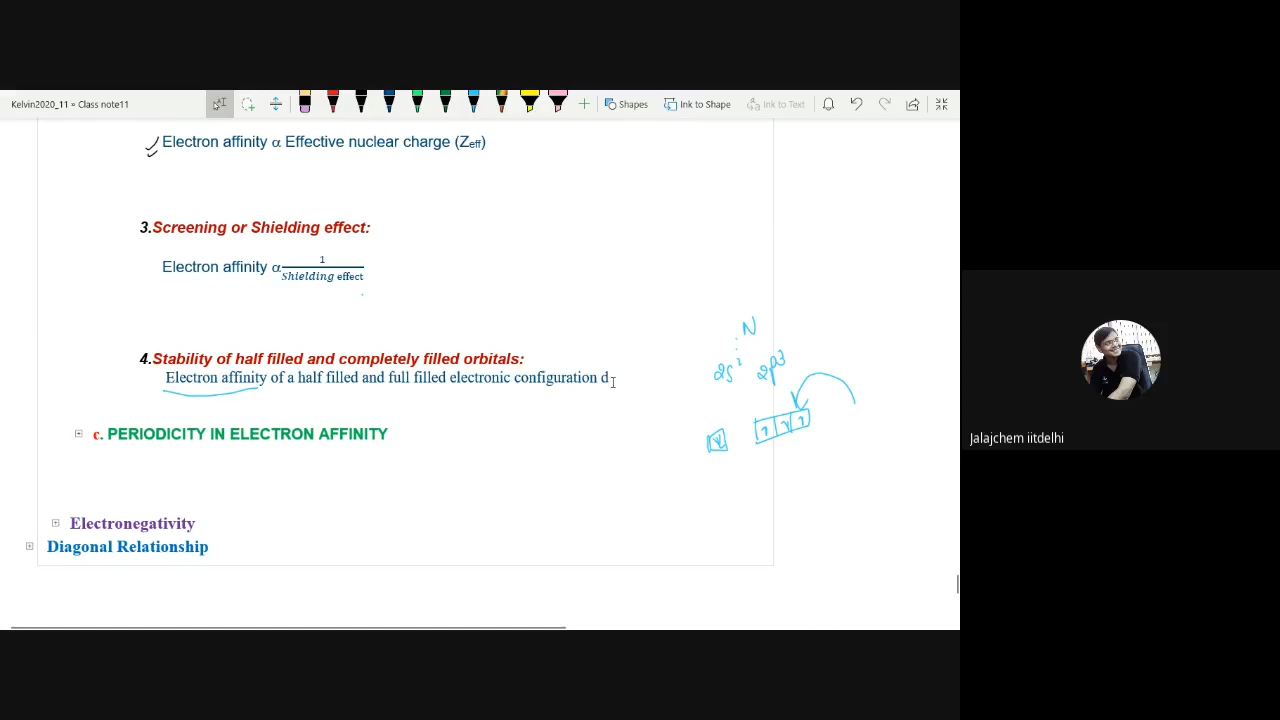 Kelvin2020_11 » Class note11
Shapes
Ink to Shape
Ink to Text
Electron affinity α Effective nuclear charge (Zeff)
3.Screening or Shielding effect:
Electron affinity α 1
Shielding effect
N
4.Stability of half filled and completely filled orbitals:
2s² 2p³
Electron affinity of a half filled and full filled electronic configuration d
c. PERIODICITY IN ELECTRON AFFINITY
Jalajchem iitdelhi
Electronegativity
Diagonal Relationship